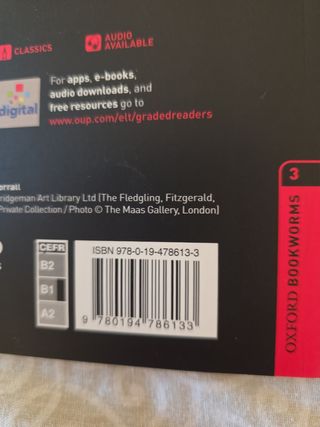 CLASSICS
AUDIO
AVAILABLE
For apps, e-books,
audio downloads, and
free resources go to
www.oup.com/elt/gradedreaders
digital
ridgeman Art Library Ltd (The Fledgling, Fitzgerald,
Private Collection / Photo © The Maas Gallery, London)
3
OXFORD BOOKWORMS
CEFR
B2
B1
A2
ISBN 978-0-19-478613-3
9 780194 786133